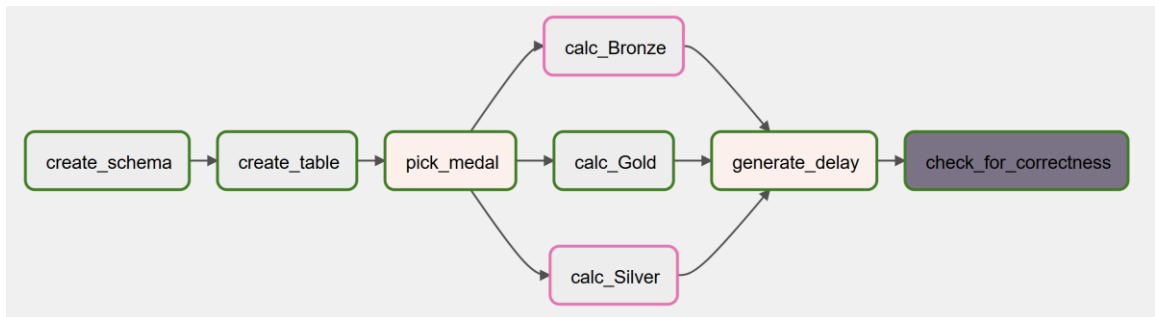 calc_Bronze
create_schema
create_table
pick_medal
calc_Gold
generate_delay
check_for_correctness
calc_Silver